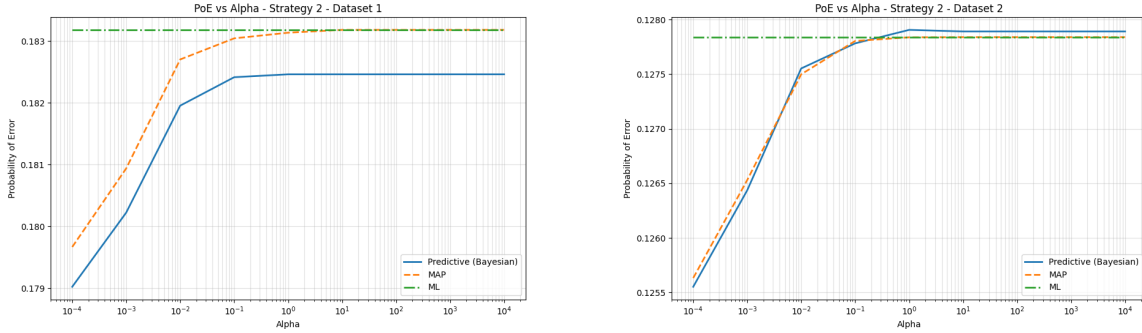 PoE vs Alpha - Strategy 2 - Dataset 1
Probability of Error
0.183
0.182
0.181
0.180
0.179
10⁻⁴ 10⁻³ 10⁻² 10⁻¹ 10⁰ 10¹ 10² 10³ 10⁴
Alpha
Predictive (Bayesian)
MAP
ML
PoE vs Alpha - Strategy 2 - Dataset 2
Probability of Error
0.1280
0.1275
0.1270
0.1265
0.1260
0.1255
10⁻⁴ 10⁻³ 10⁻² 10⁻¹ 10⁰ 10¹ 10² 10³ 10⁴
Alpha
Predictive (Bayesian)
MAP
ML